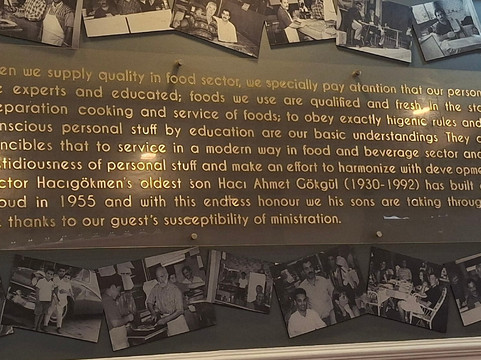 en we supply quality in food sector, we specially pay atantion that our person
e experts and educated; foods we use are qualified and fresh in the sto
eparation cooking and service of foods; to obey exactly higenic rules and
nscious personal stuff by education are our basic understandings They a
incibles that to service in a modern way in food and beverage sector and
tidiousness of personal stuff and make an effort to harmonize with developmen
ctor Hacıgökmen's oldest son Hacı Ahmet Gökgül (1930-1992) has built
oud in 1955 and with this endless honour we his sons are taking throug
thanks to our guest's susceptibility of ministration.